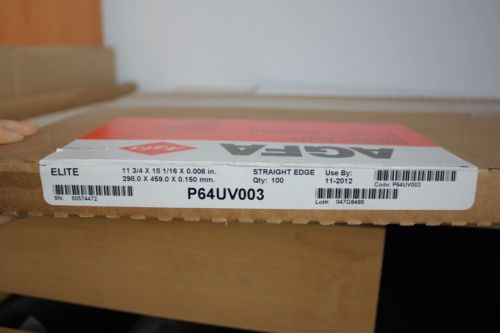 AGFA
ELITE
11 3/4 X 18 1/16 X 0.006 in.
298.0 X 459.0 X 0.150 mm.
STRAIGHT EDGE
Qty: 100
Use By:
11-2012
SN: 50574472
P64UV003
Code: P64UV003
Lot#: 047G8486